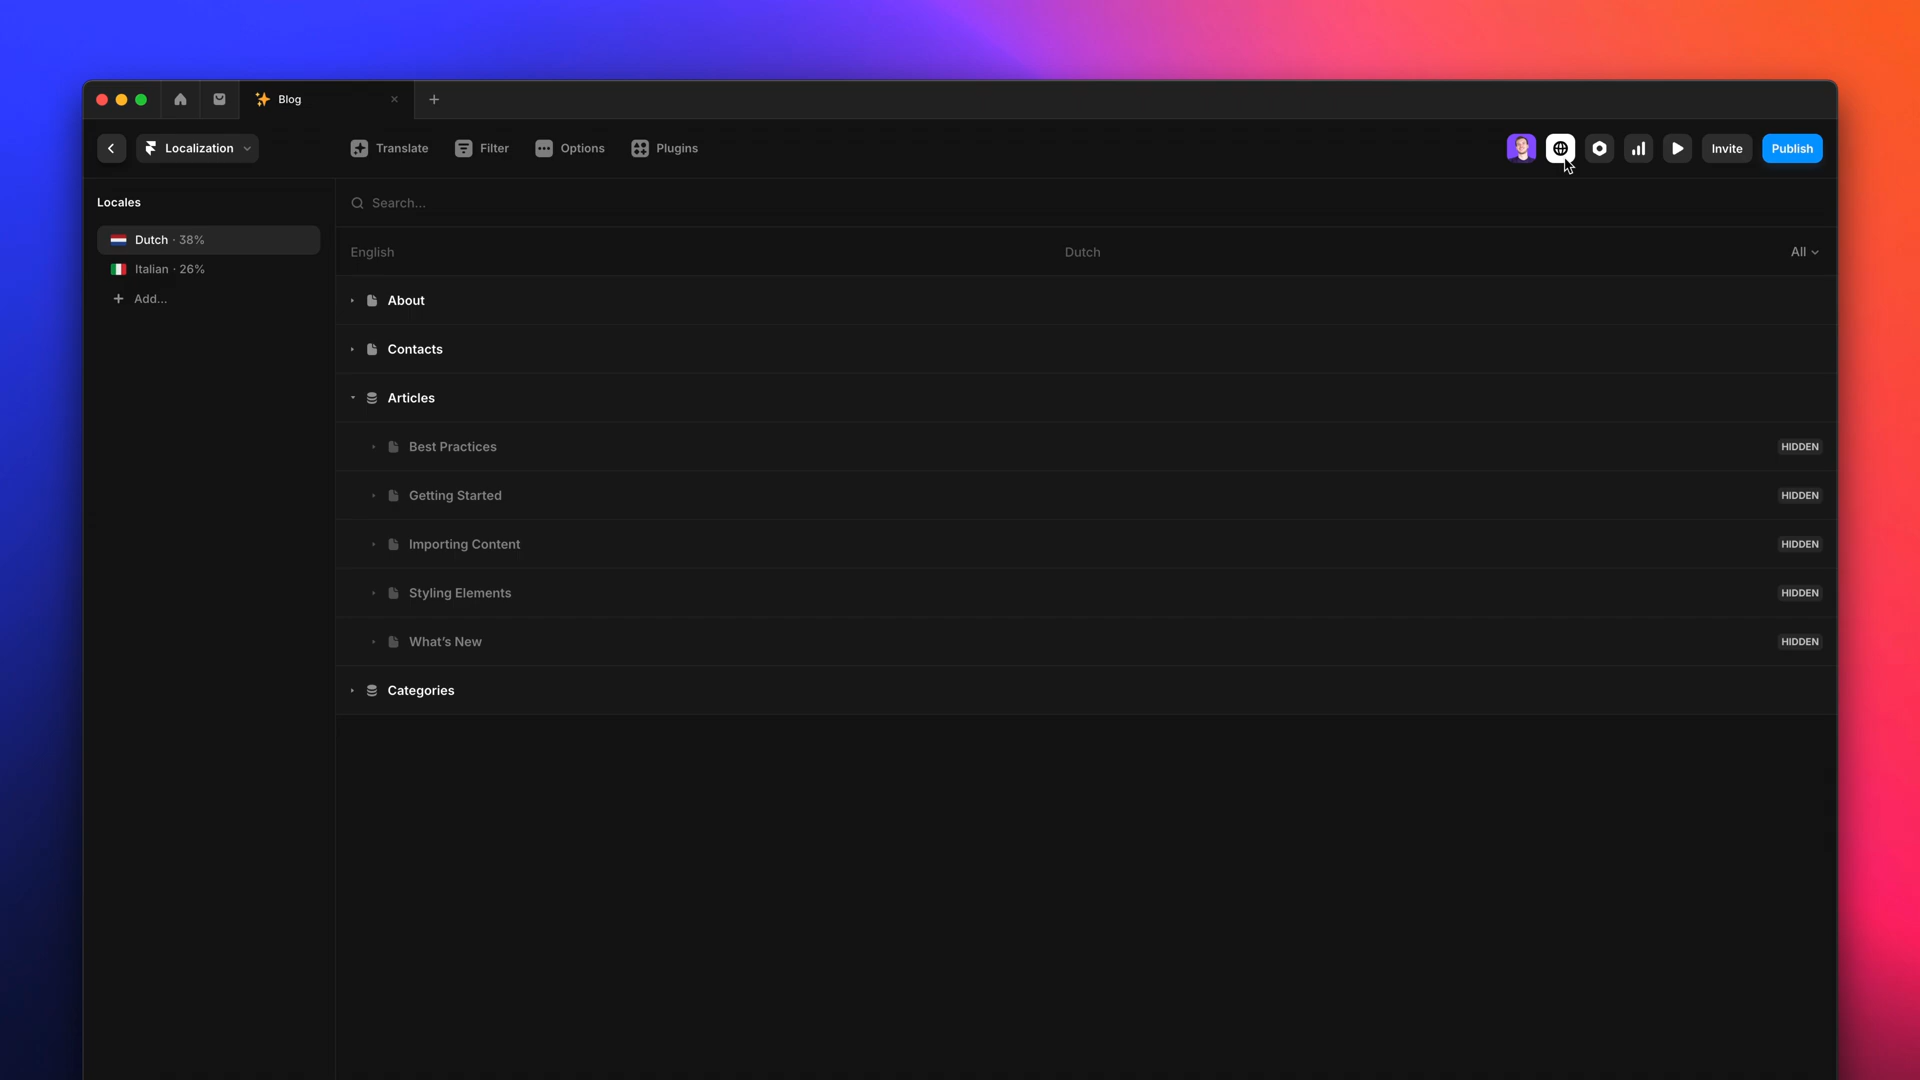 Blog
Localization
Translate
Filter
Options
Plugins
Invite
Publish
Locales
Search...
Dutch · 38%
English
Dutch
All
Italian · 26%
Add...
About
Contacts
Articles
Best Practices
HIDDEN
Getting Started
HIDDEN
Importing Content
HIDDEN
Styling Elements
HIDDEN
What’s New
HIDDEN
Categories